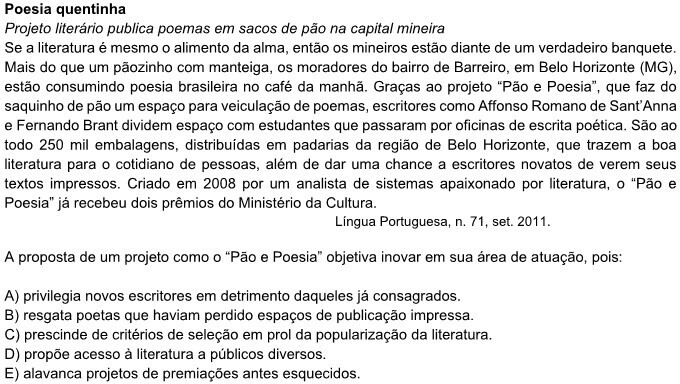 Poesia quentinha
Projeto literário publica poemas em sacos de pão na capital mineira
Se a literatura é mesmo o alimento da alma, então os mineiros estão diante de um verdadeiro banquete.
Mais do que um pãozinho com manteiga, os moradores do bairro de Barreiro, em Belo Horizonte (MG),
estão consumindo poesia brasileira no café da manhã. Graças ao projeto “Pão e Poesia”, que faz do
saquinho de pão um espaço para veiculação de poemas, escritores como Affonso Romano de Sant’Anna
e Fernando Brant dividem espaço com estudantes que passaram por oficinas de escrita poética. São ao
todo 250 mil embalagens, distribuídas em padarias da região de Belo Horizonte, que trazem a boa
literatura para o cotidiano de pessoas, além de dar uma chance a escritores novatos de verem seus
textos impressos. Criado em 2008 por um analista de sistemas apaixonado por literatura, o “Pão e
Poesia” já recebeu dois prêmios do Ministério da Cultura.
Língua Portuguesa, n. 71, set. 2011.
A proposta de um projeto como o “Pão e Poesia” objetiva inovar em sua área de atuação, pois:
A) privilegia novos escritores em detrimento daqueles já consagrados.
B) resgata poetas que haviam perdido espaços de publicação impressa.
C) prescinde de critérios de seleção em prol da popularização da literatura.
D) propõe acesso à literatura a públicos diversos.
E) alavanca projetos de premiações antes esquecidos.